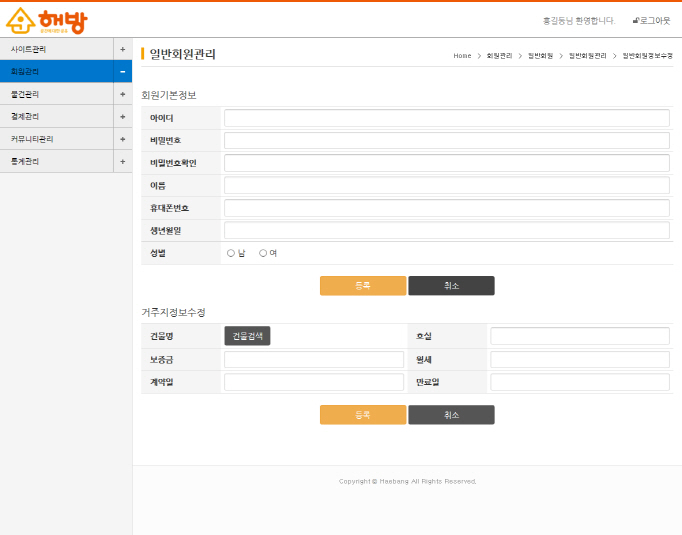 해방
홍길동님 환영합니다.
로그아웃
사이트관리 +
회원관리 −
물건관리 +
결제관리 +
커뮤니티관리 +
통계관리 +
일반회원관리
Home > 회원관리 > 일반회원 > 일반회원관리 > 일반회원정보수정
회원기본정보
아이디
비밀번호
비밀번호확인
이름
휴대폰번호
생년월일
성별 남 여
등록 취소
거주지정보수정
건물명 건물검색 호실
보증금 월세
계약일 만료일
등록 취소
Copyright © Haebang All Rights Reserved.